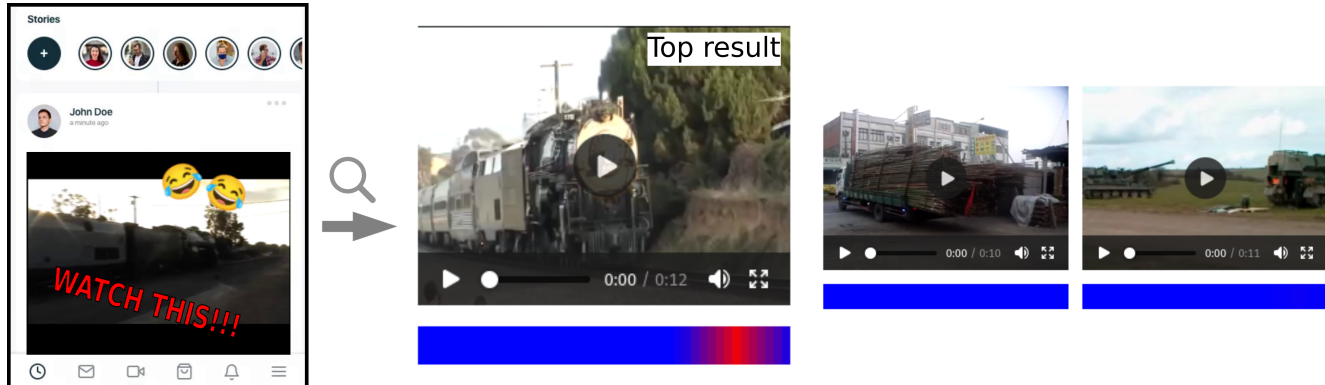 Stories
+
John Doe
a minute ago
WATCH THIS!!!
Top result
0:00 / 0:12
0:00 / 0:10
0:00 / 0:11